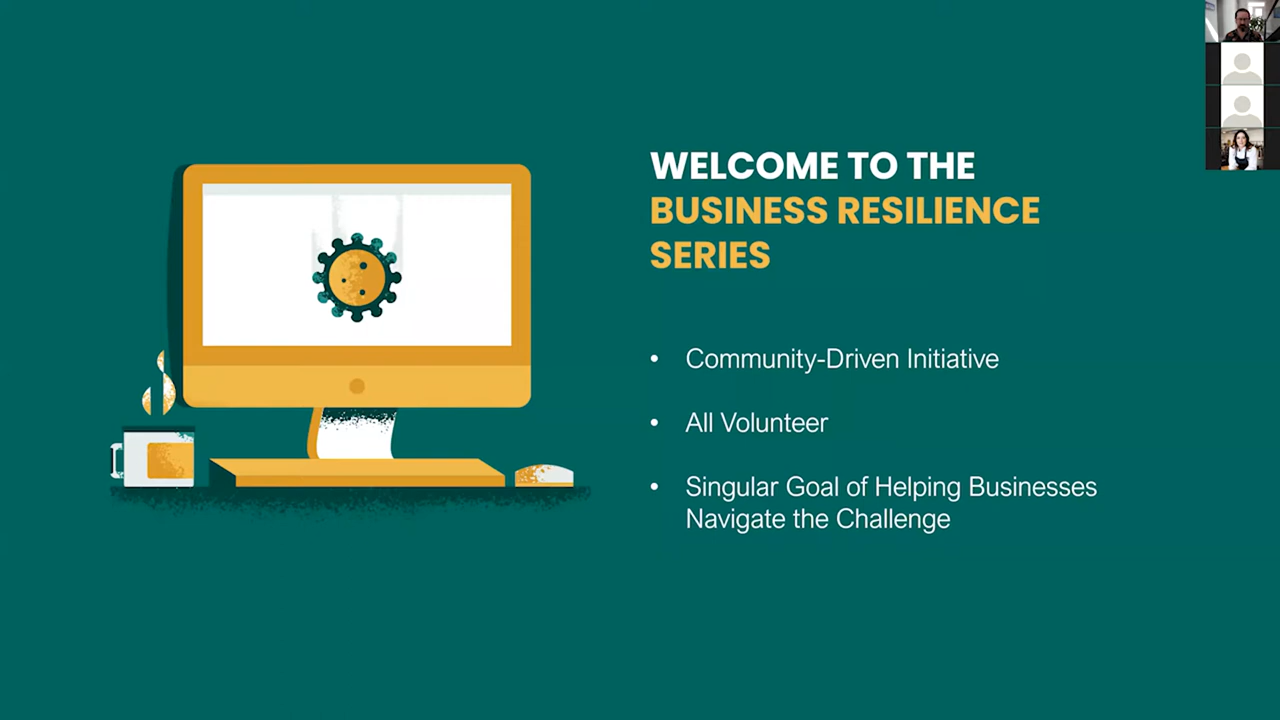 WELCOME TO THE
BUSINESS RESILIENCE
SERIES
• Community-Driven Initiative
• All Volunteer
• Singular Goal of Helping Businesses
Navigate the Challenge